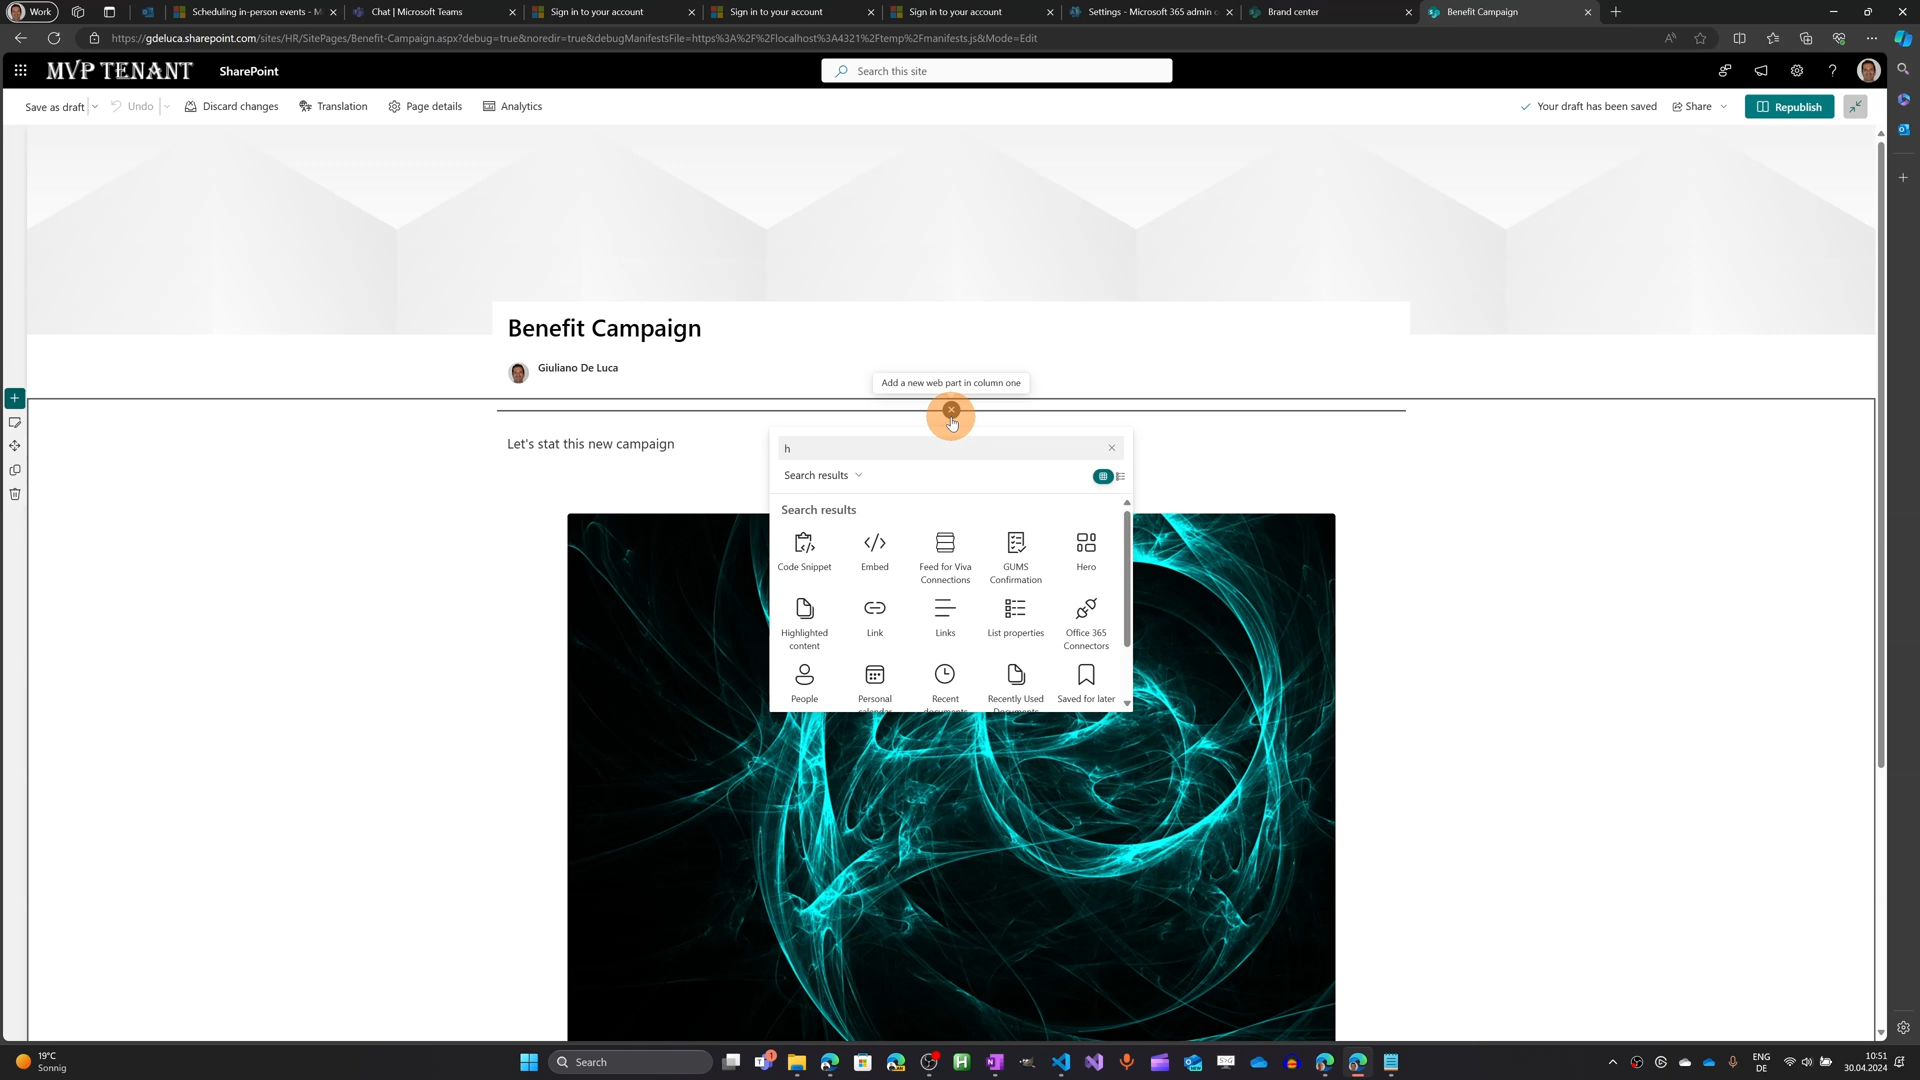 Work
Scheduling in-person events - M
Chat | Microsoft Teams
Sign in to your account
Sign in to your account
Sign in to your account
Settings - Microsoft 365 admin c
Brand center
Benefit Campaign
https://gdeluca.sharepoint.com/sites/HR/SitePages/Benefit-Campaign.aspx?debug=true&noredir=true&debugManifestsFile=https%3A%2F%2Flocalhost%3A4321%2Ftemp%2Fmanifests.js&Mode=Edit
MVP TENANT
SharePoint
Search this site
Save as draft
Undo
Discard changes
Translation
Page details
Analytics
Your draft has been saved
Share
Republish
Benefit Campaign
Giuliano De Luca
Add a new web part in column one
Let's stat this new campaign
h
Search results
Search results
Code Snippet
Embed
Feed for Viva Connections
GUMS Confirmation
Hero
Highlighted content
Link
Links
List properties
Office 365 Connectors
People
Personal calendar
Recent documents
Recently Used Documents
Saved for later
19°C
Sonnig
Search
1
ENG
DE
10:51
30.04.2024